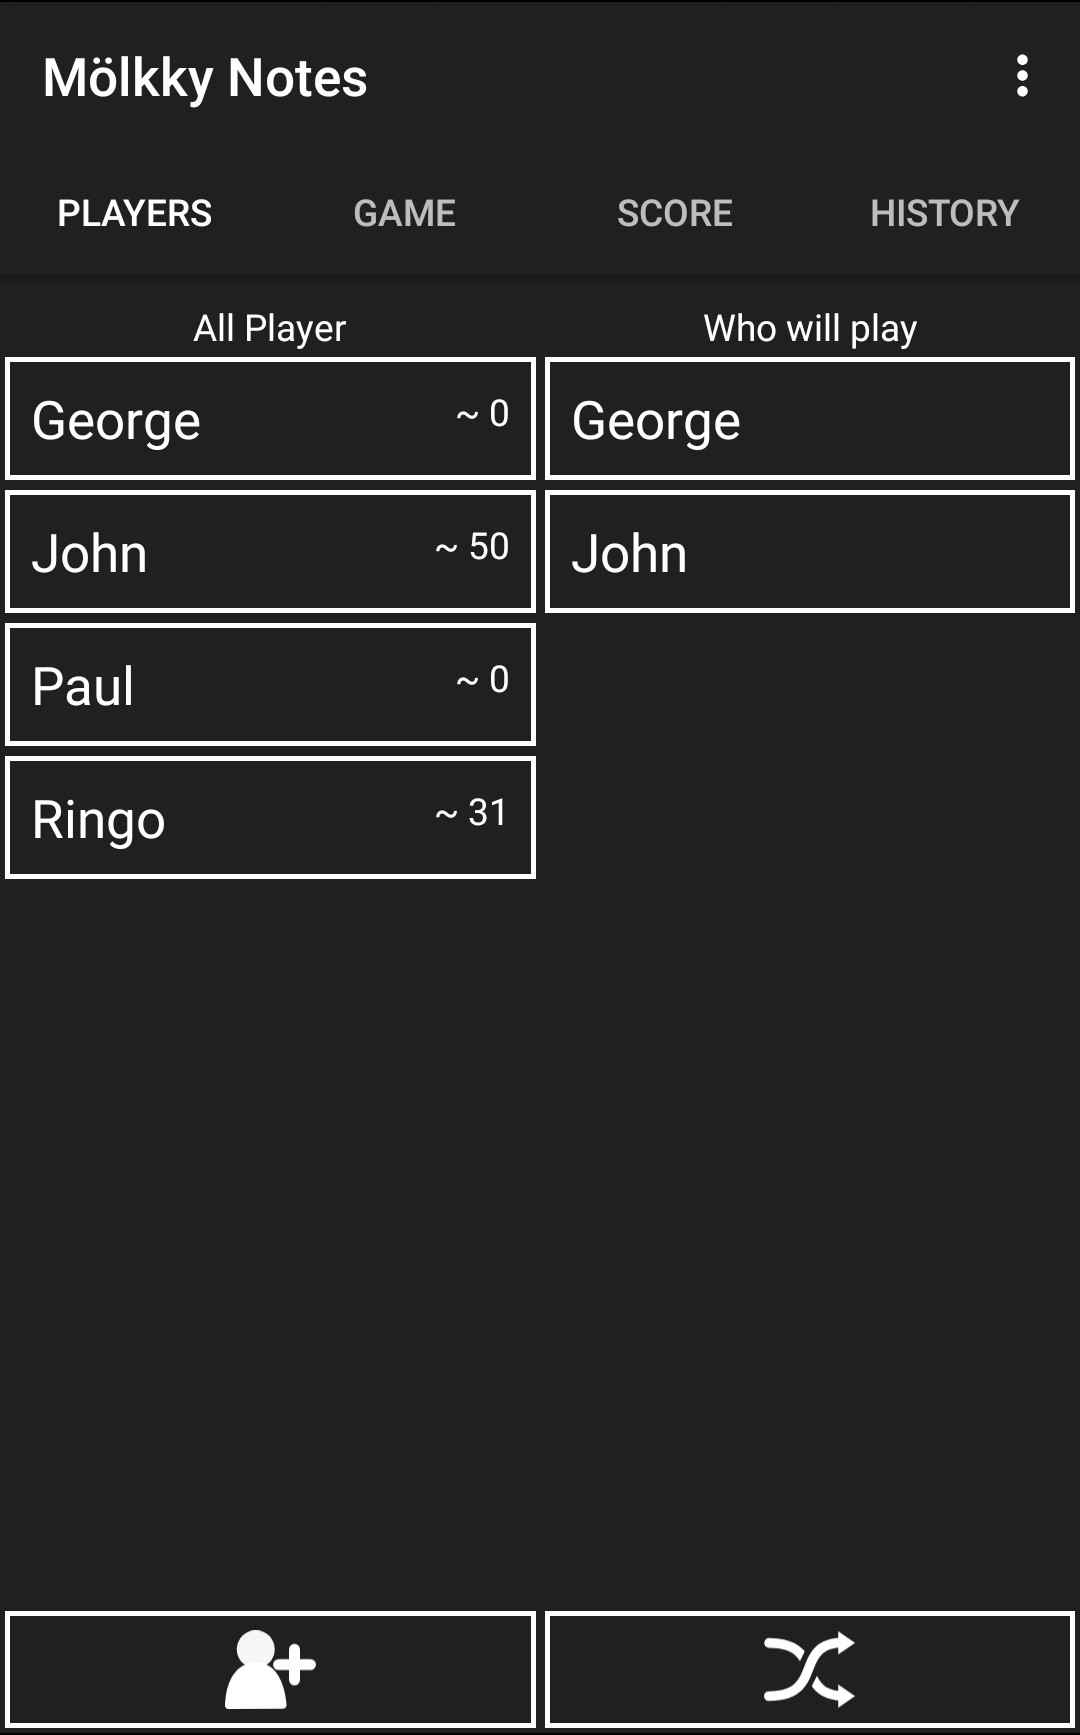 Mölkky Notes
PLAYERS GAME SCORE HISTORY
All Player Who will play
George ~ 0 George
John ~ 50 John
Paul ~ 0
Ringo ~ 31